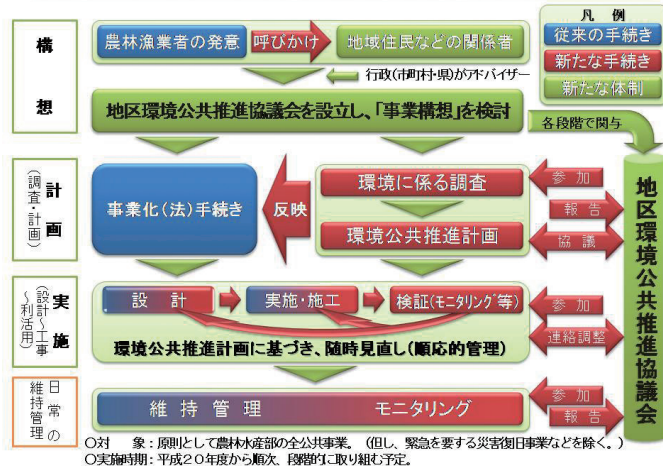 構想
農林漁業者の発意
呼びかけ
地域住民などの関係者
凡 例
従来の手続き
新たな手続き
新たな体制
行政(市町村・県)がアドバイザー
地区環境公共推進協議会を設立し、「事業構想」を検討
各段階で関与
計画
(調査・計画)
事業化(法)手続き
反映
環境に係る調査
環境公共推進計画
参 加
報 告
協 議
地区環境公共推進協議会
実施
(設計~工事~利活用)
設 計
実施・施工
検証(モニタリング等)
環境公共推進計画に基づき、随時見直し(順応的管理)
参 加
連絡調整
日常の維持管理
維 持 管 理
モニタリング
参 加
報 告
○対 象:原則として農林水産部の全公共事業。(但し、緊急を要する災害復旧事業などを除く。)
○実施時期:平成20年度から順次、段階的に取り組む予定。